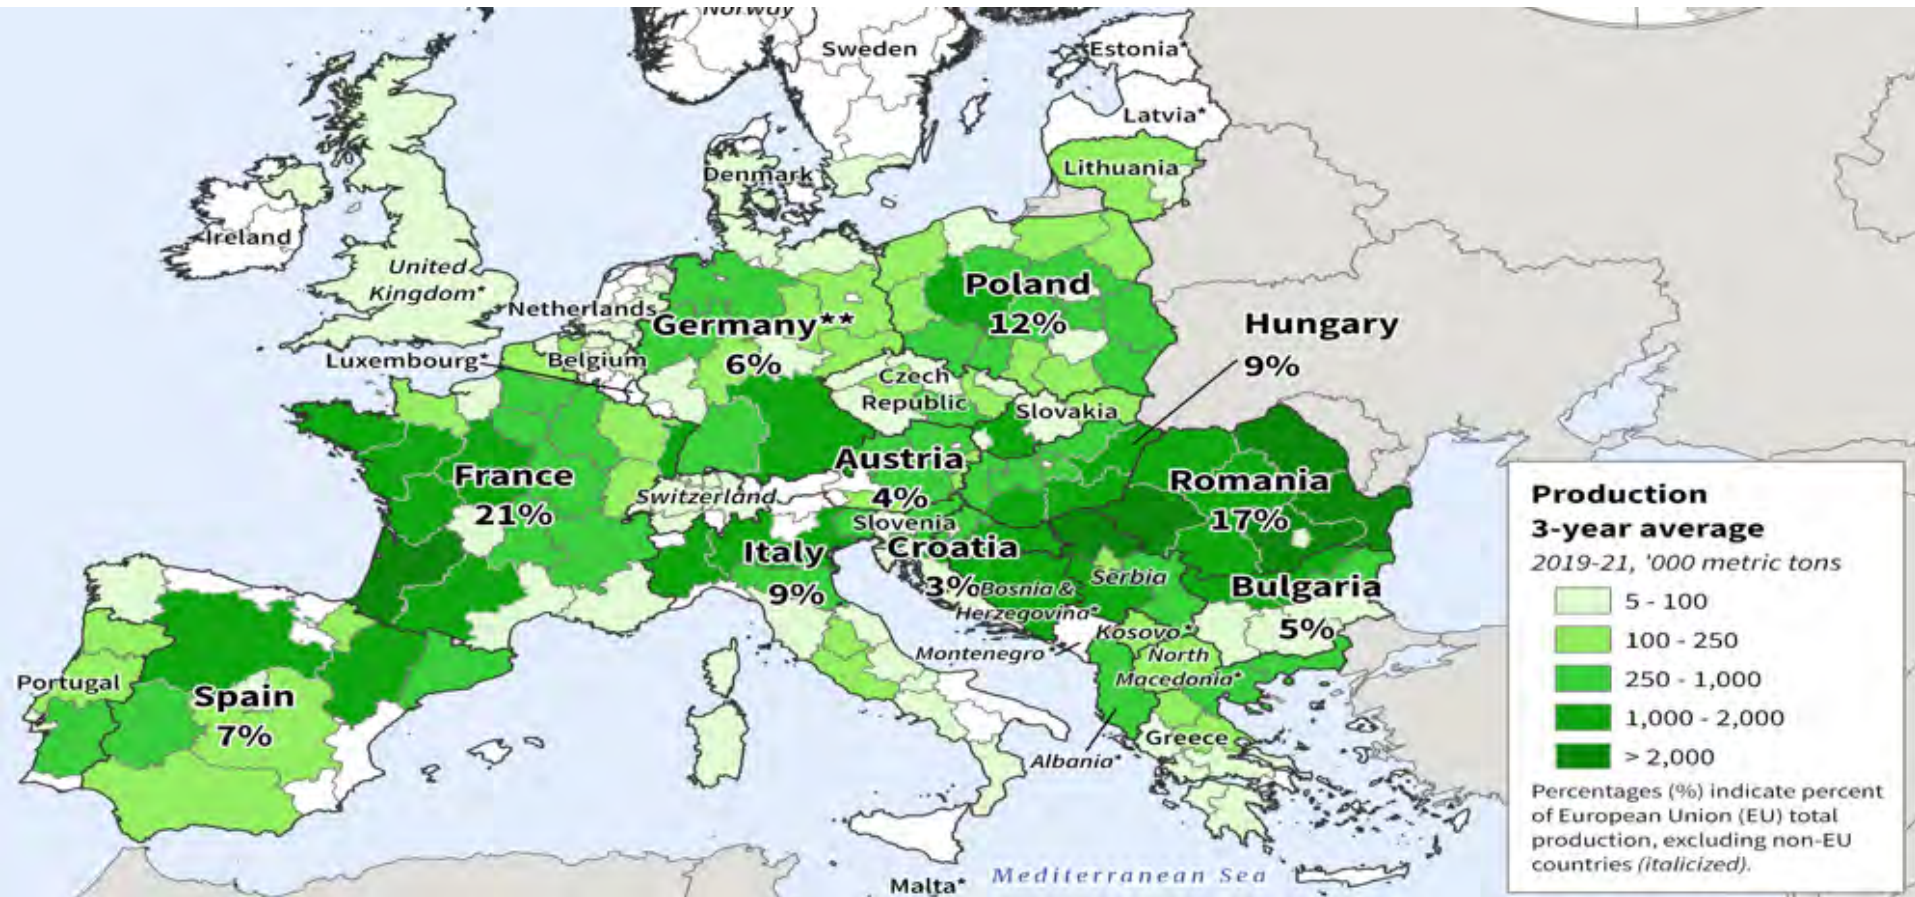 Norway
Sweden
Estonia*
Latvia*
Lithuania
Denmark
Ireland
United
Kingdom*
Netherlands
Luxembourg*
Belgium
Germany**
6%
Poland
12%
Hungary
9%
Czech
Republic
Slovakia
France
21%
Switzerland
Austria
4%
Slovenia
Romania
17%
Italy
9%
Croatia
3%
Bosnia &
Herzegovina*
Serbia
Bulgaria
5%
Montenegro*
Kosovo*
North
Macedonia*
Albania*
Greece
Portugal
Spain
7%
Malta*
Mediterranean Sea
Production
3-year average
2019-21, '000 metric tons
5 - 100
100 - 250
250 - 1,000
1,000 - 2,000
> 2,000
Percentages (%) indicate percent
of European Union (EU) total
production, excluding non-EU
countries (italicized).